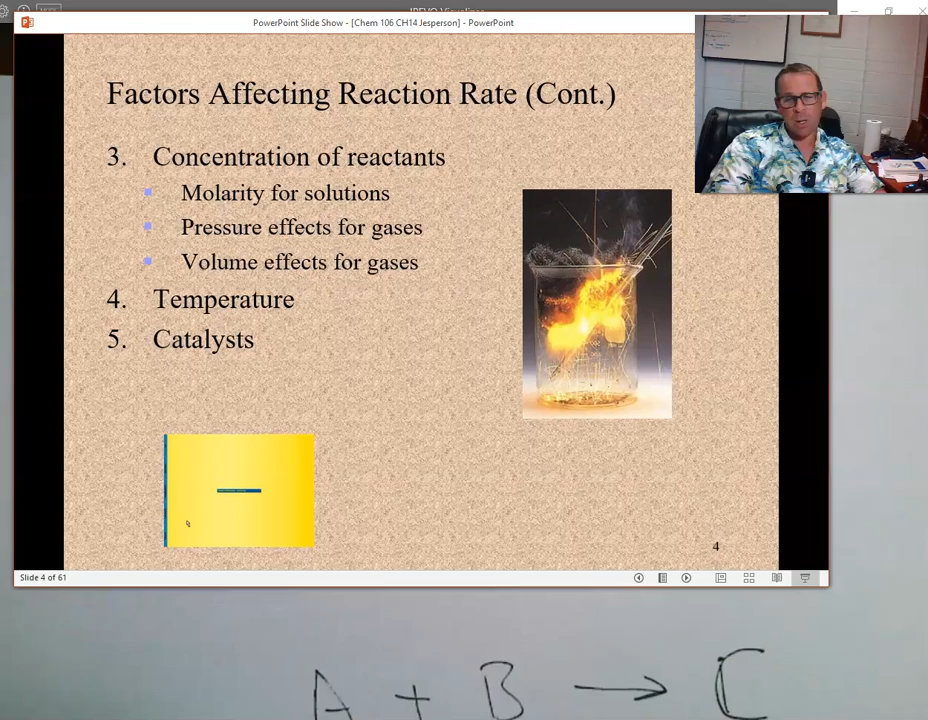 PowerPoint Slide Show - [Chem 106 CH14 Jesperson] - PowerPoint
Factors Affecting Reaction Rate (Cont.)
3. Concentration of reactants
Molarity for solutions
Pressure effects for gases
Volume effects for gases
4. Temperature
5. Catalysts
4
Slide 4 of 61
A + B → C